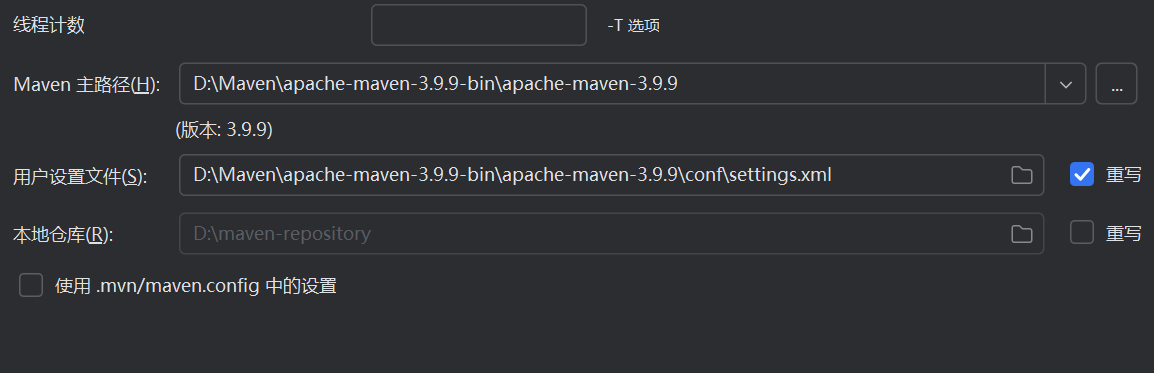 线程计数 -T 选项
Maven 主路径(H): D:\Maven\apache-maven-3.9.9-bin\apache-maven-3.9.9 ...
(版本: 3.9.9)
用户设置文件(S): D:\Maven\apache-maven-3.9.9-bin\apache-maven-3.9.9\conf\settings.xml 重写
本地仓库(R): D:\maven-repository 重写
使用 .mvn/maven.config 中的设置